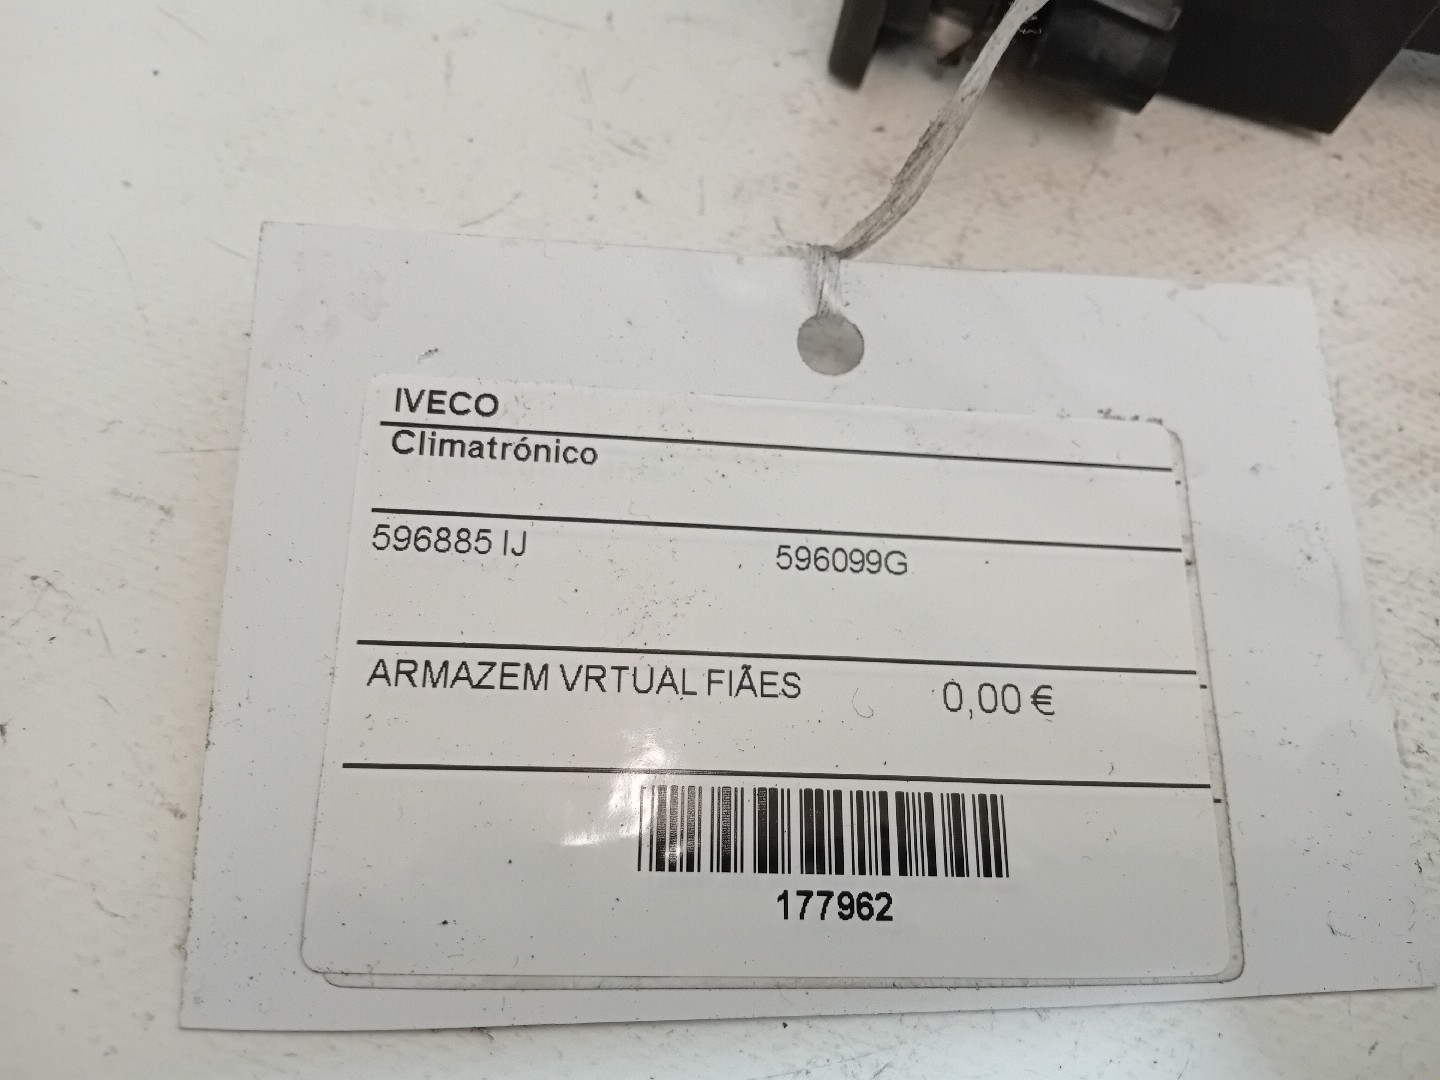 IVECO
Climatrónico
596885 IJ 596099G
ARMAZEM VRTUAL FIÃES 0,00 €
177962